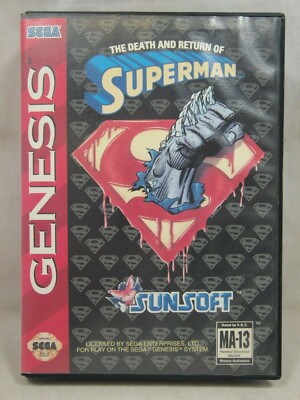 SEGA
GENESIS
THE DEATH AND RETURN OF
SUPERMAN
SUNSOFT
LICENSED BY SEGA ENTERPRISES, LTD.
FOR PLAY ON THE SEGA™ GENESIS™ SYSTEM.
SEGA
MA-13